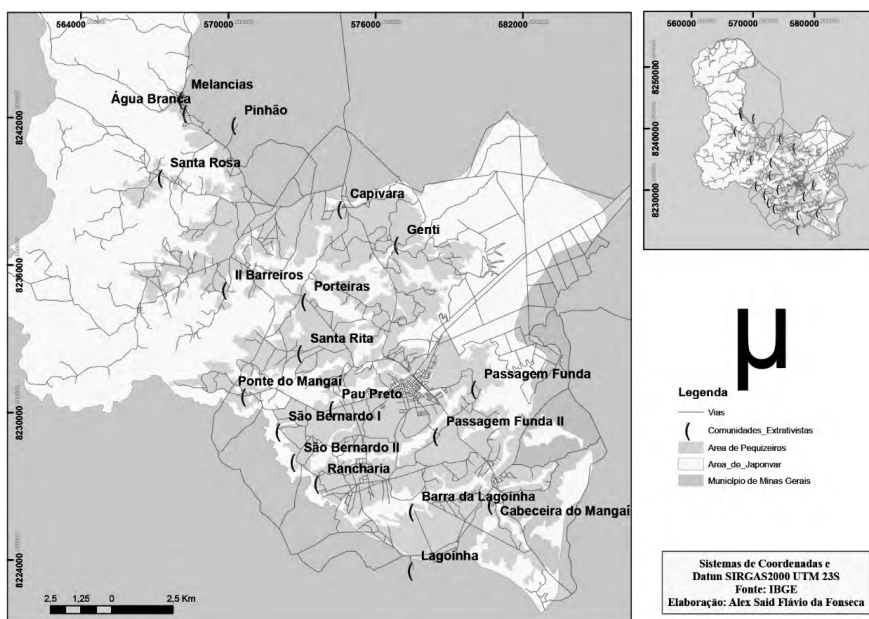 564000
570000
576000
582000
8242000
8236000
8230000
8224000
Melancias
Água Branca
Pinhão
Santa Rosa
Capivara
Genti
II Barreiros
Porteiras
Santa Rita
Ponte do Mangaí
Pau Preto
Passagem Funda
São Bernardo I
Passagem Funda II
São Bernardo II
Rancharia
Barra da Lagoinha
Cabeceira do Mangaí
Lagoinha
2,5 1,25 0 2,5 Km
560000 570000 580000
8250000
8240000
8230000
µ
Legenda
Vias
Comunidades_Extrativistas
Area de Pequizeiros
Area_de_Japonvar
Município de Minas Gerais
Sistemas de Coordenadas e
Datun SIRGAS2000 UTM 23S
Fonte: IBGE
Elaboração: Alex Said Flávio da Fonseca